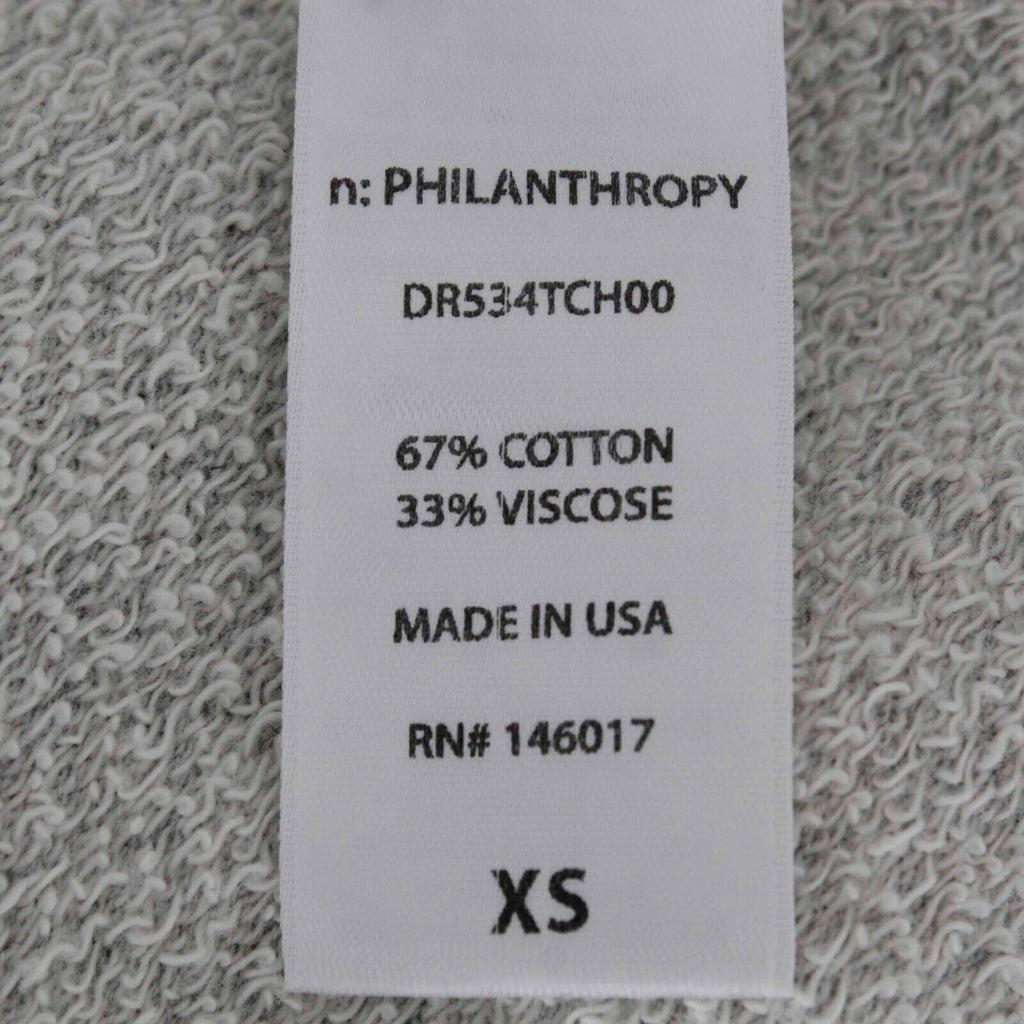 n: PHILANTHROPY
DR534TCH00
67% COTTON
33% VISCOSE
MADE IN USA
RN# 146017
XS